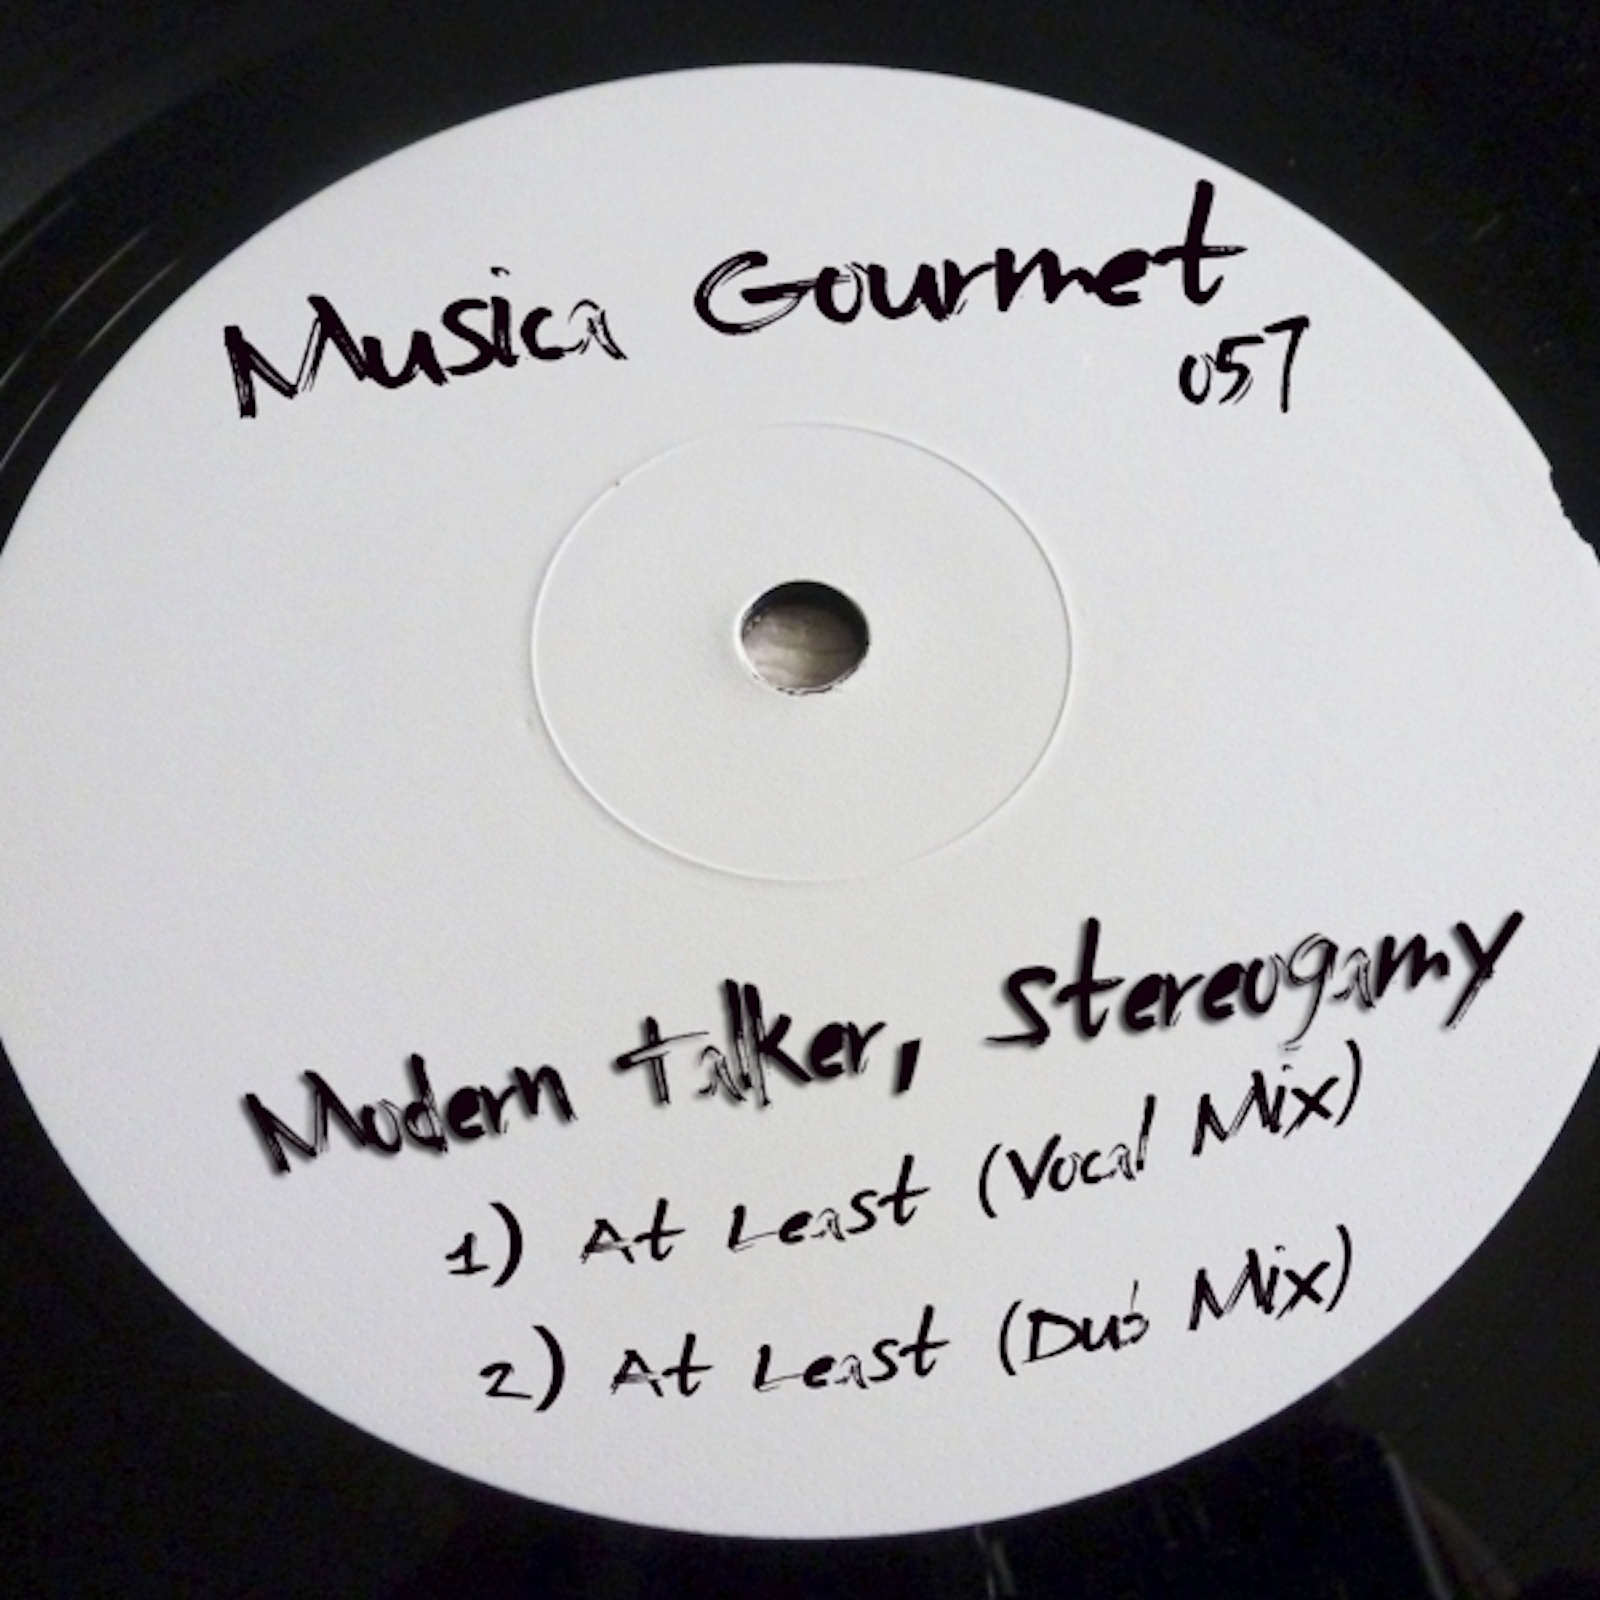 Musica Gourmet
057
Modern talker, Stereogamy
1) At Least (Vocal Mix)
2) At Least (Dub Mix)